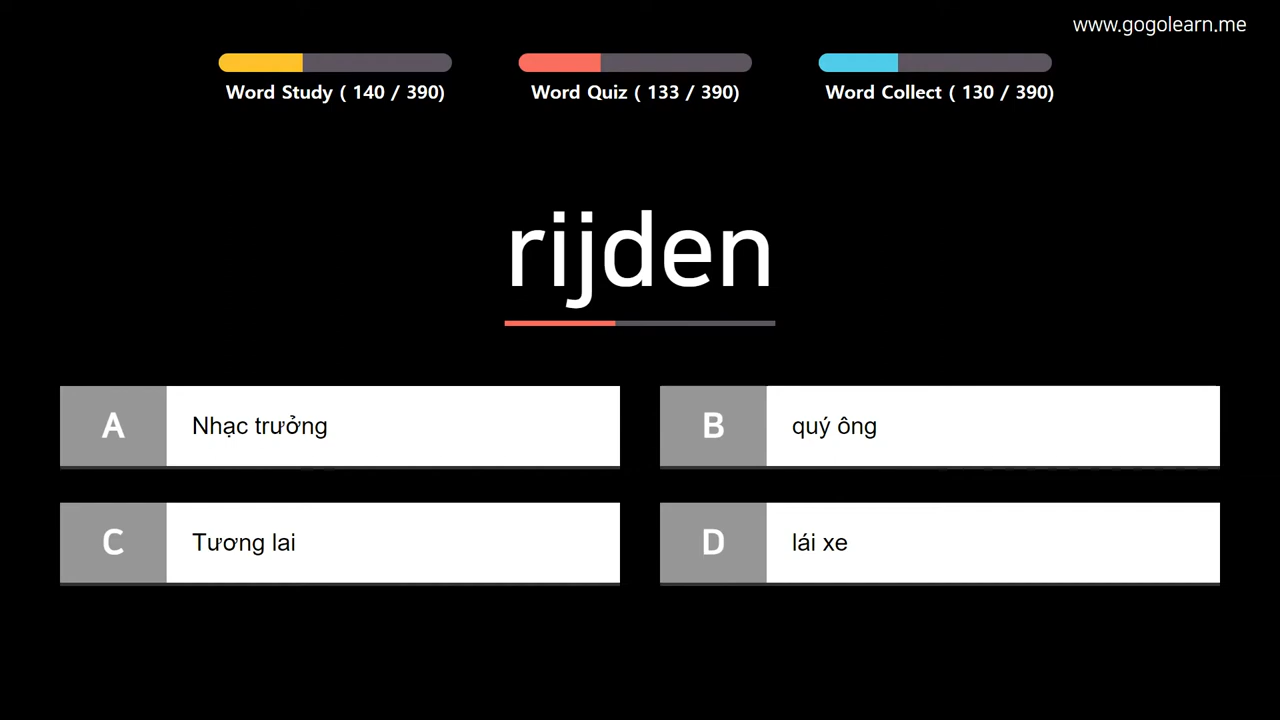 www.gogolearn.me
Word Study ( 140 / 390)
Word Quiz ( 133 / 390)
Word Collect ( 130 / 390)
rijden
A Nhạc trưởng
B quý ông
C Tương lai
D lái xe